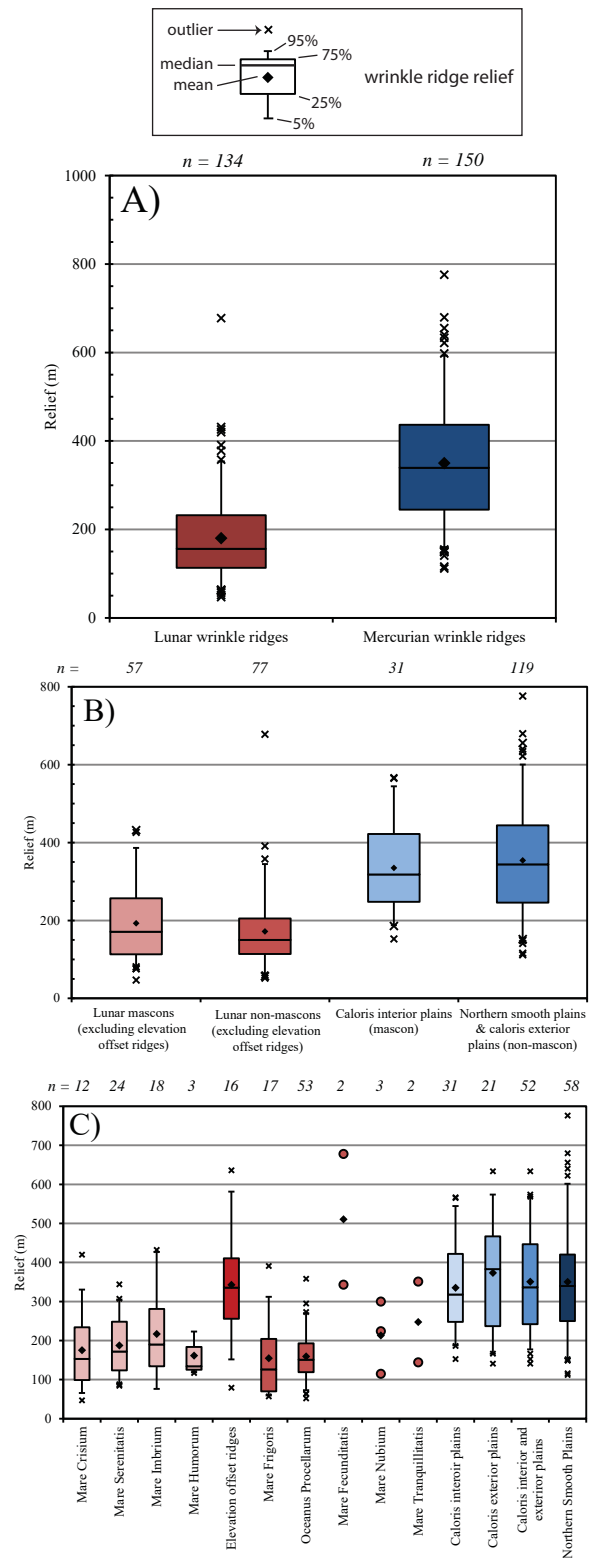 outlier
95%
75%
median
mean
wrinkle ridge relief
25%
5%
n = 134
n = 150
A)
1000
800
600
400
200
0
Relief (m)
Lunar wrinkle ridges
Mercurian wrinkle ridges
n =
57
77
31
119
B)
800
600
400
200
0
Relief (m)
Lunar mascons
(excluding elevation
offset ridges)
Lunar non-mascons
(excluding elevation
offset ridges)
Caloris interior plains
(mascon)
Northern smooth plains
& caloris exterior
plains (non-mascon)
n = 12 24 18 3 16 17 53 2 3 2 31 21 52 58
C)
800
700
600
500
400
300
200
100
0
Relief (m)
Mare Crisium
Mare Serenitatis
Mare Imbrium
Mare Humorum
Elevation offset ridges
Mare Frigoris
Oceanus Procellarum
Mare Fecunditatis
Mare Nubium
Mare Tranquillitatis
Caloris interoir plains
Caloris exterior plains
Caloris interior and
exteriror plains
Northern Smooth Plains